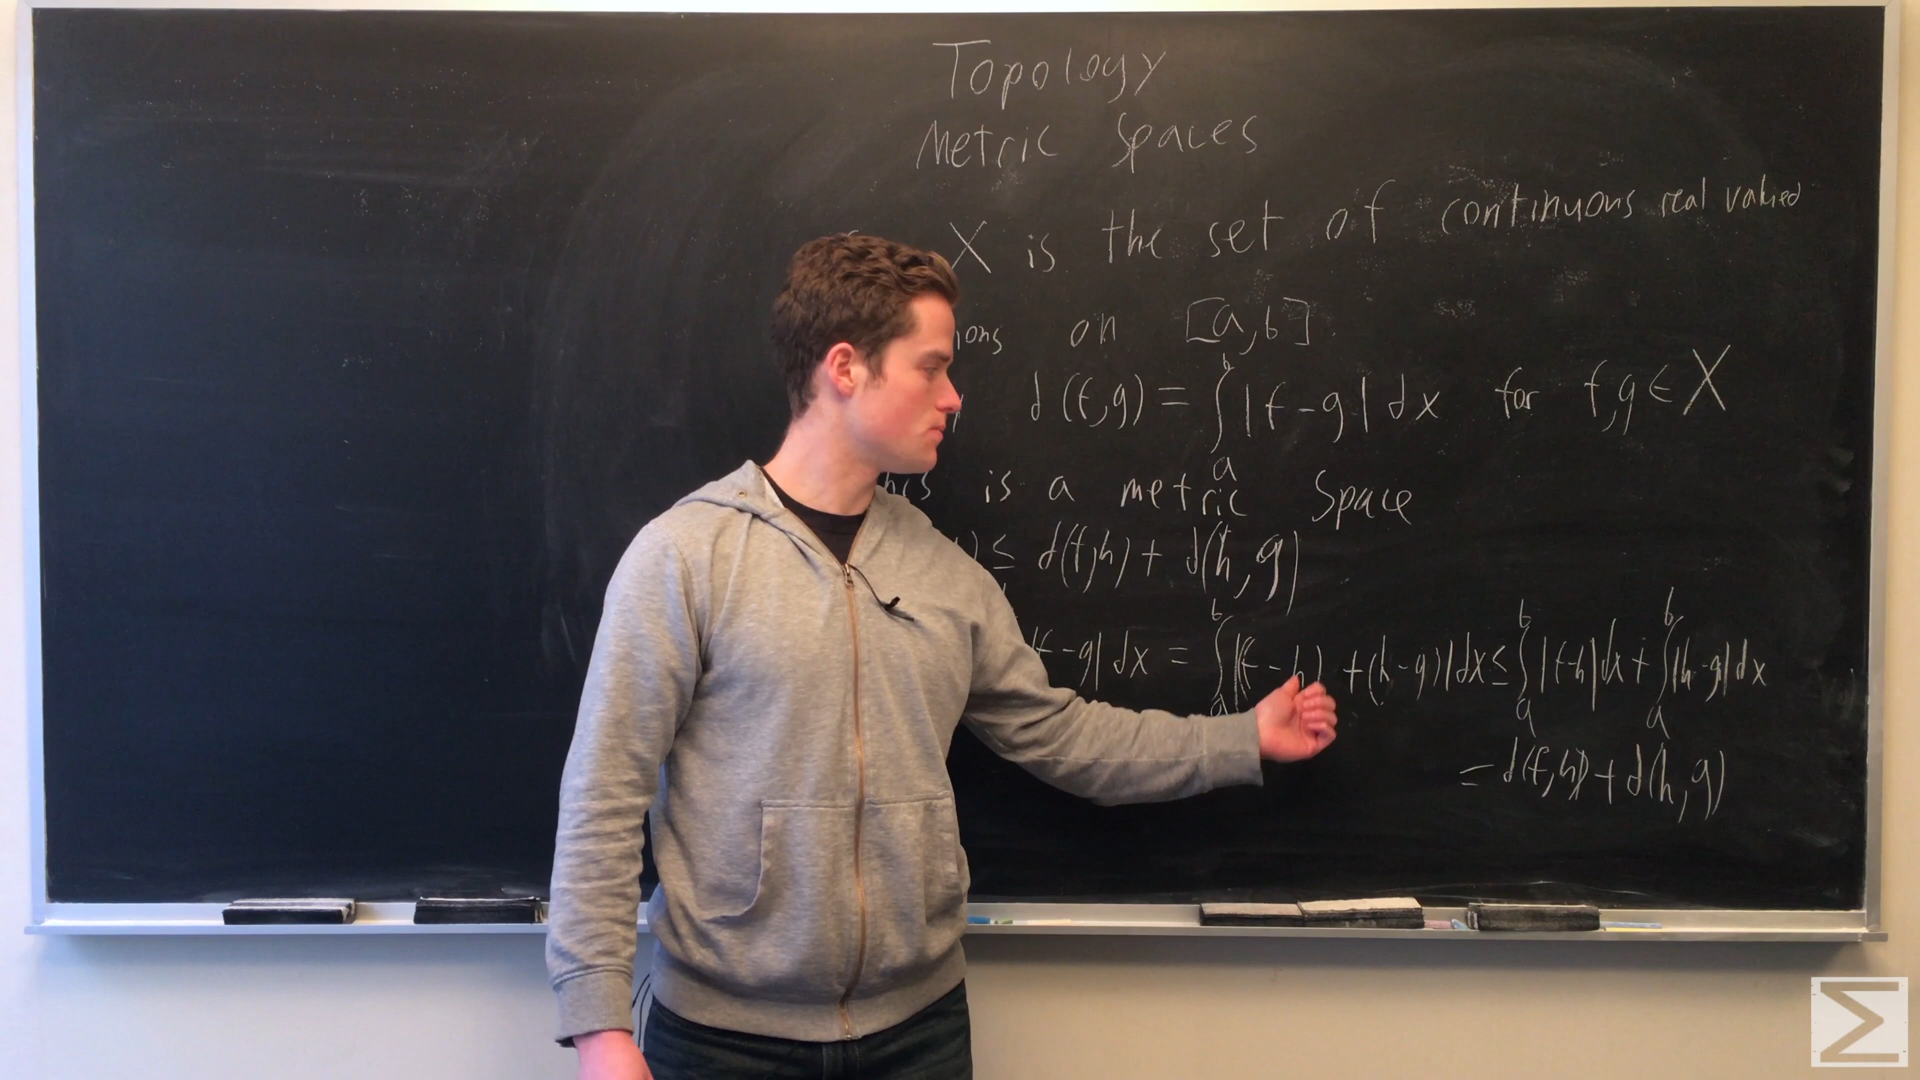 Topology
Metric Spaces
X is the set of continuous real valued
ons on [a,b].
d(f,g) = ∫_a^b |f-g| dx for f,g ∈ X
is a metric Space
) ≤ d(f,h) + d(h,g)
f-g| dx = ∫_a^b |(f-h) + (h-g)| dx ≤ ∫_a^b |f-h| dx + ∫_a^b |h-g| dx
= d(f,h) + d(h,g)
Σ